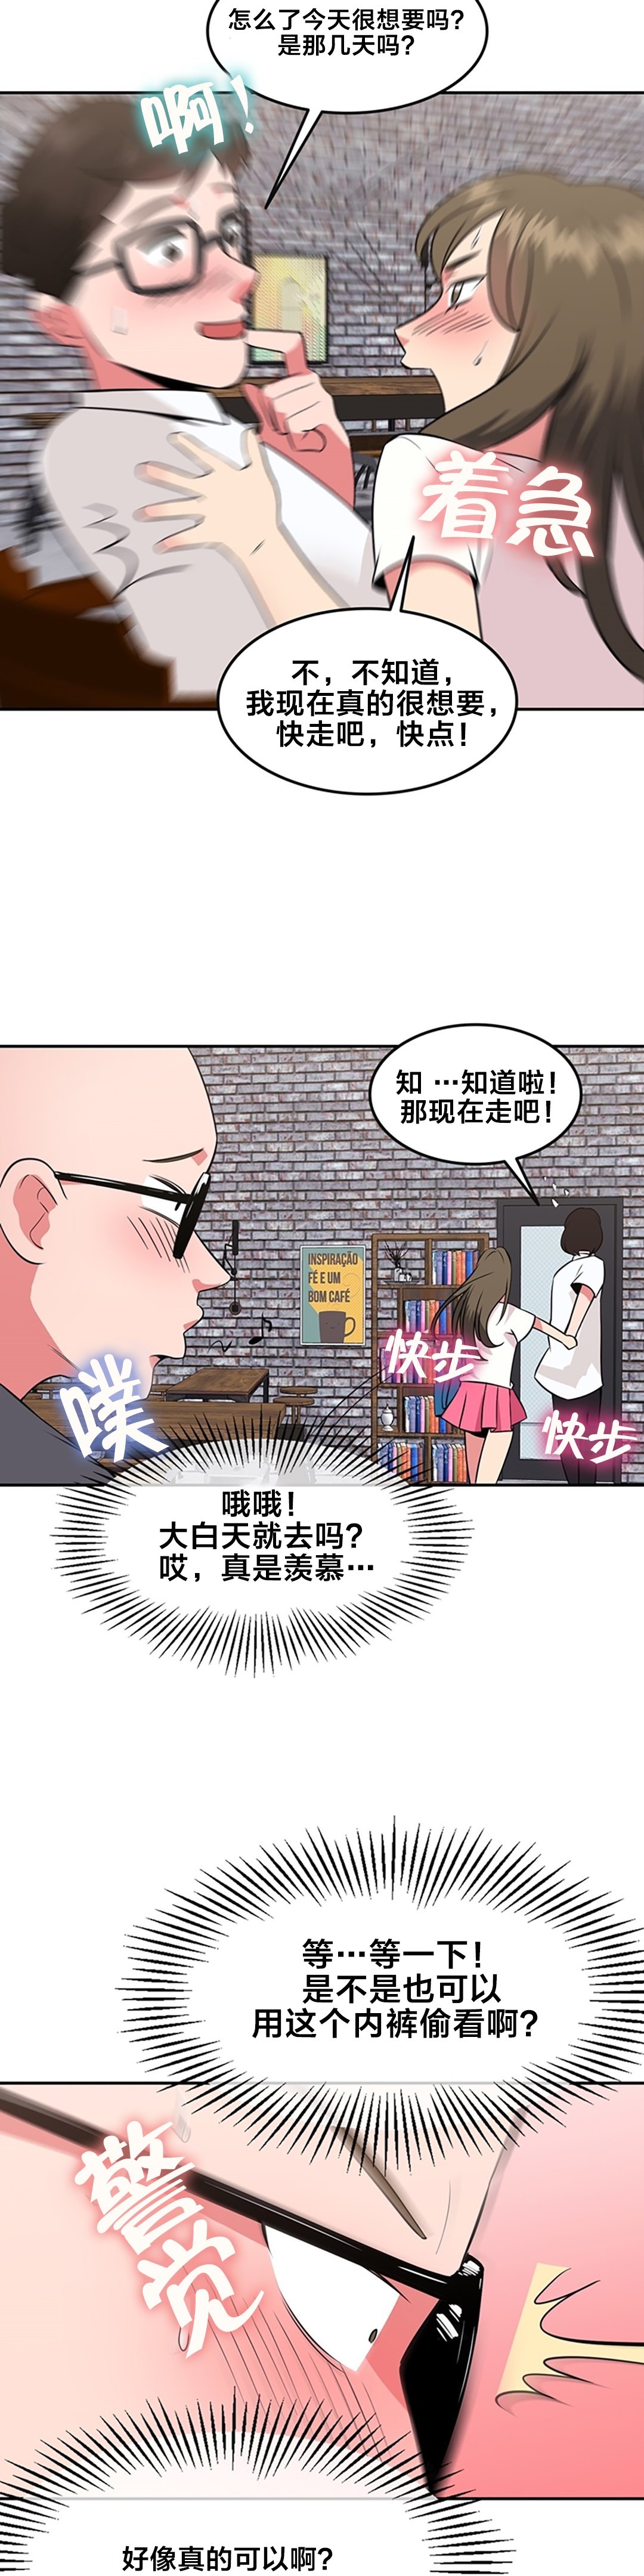 怎么了今天很想要吗？
是那几天吗？
啊！
着急
不，不知道，
我现在真的很想要，
快走吧，快点！
知…知道啦！
那现在走吧！
INSPIRAÇÃO
FÉ E UM
BOM CAFÉ
快步
快步
噗
哦哦！
大白天就去吗？
哎，真是羡慕…
等…等一下！
是不是也可以
用这个内裤偷看啊？
警觉
好像真的可以啊？